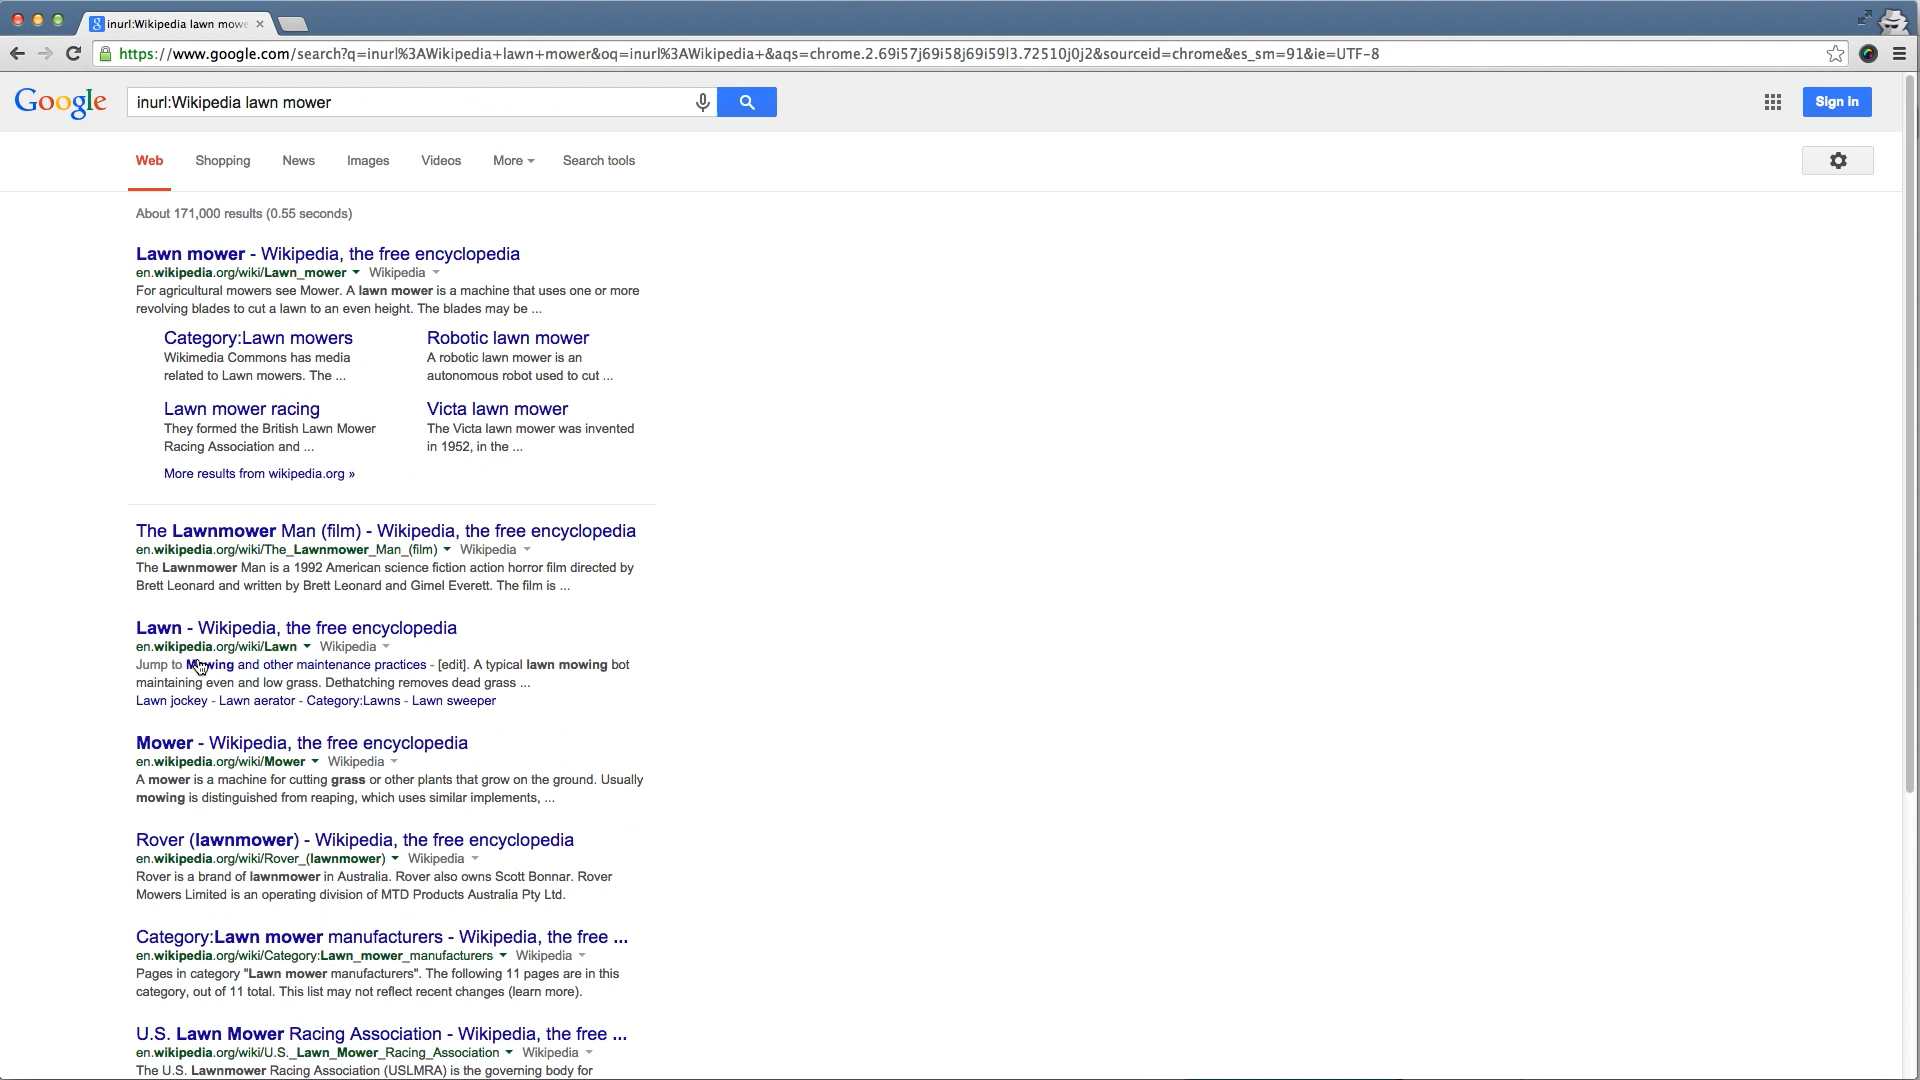 inurl:Wikipedia lawn mowe
https://www.google.com/search?q=inurl%3AWikipedia+lawn+mower&oq=inurl%3AWikipedia+&aqs=chrome.2.69i57j69i58j69i59l3.72510j0j2&sourceid=chrome&es_sm=91&ie=UTF-8
Google
inurl:Wikipedia lawn mower
Sign in
Web Shopping News Images Videos More Search tools
About 171,000 results (0.55 seconds)
Lawn mower - Wikipedia, the free encyclopedia
en.wikipedia.org/wiki/Lawn_mower Wikipedia
For agricultural mowers see Mower. A lawn mower is a machine that uses one or more
revolving blades to cut a lawn to an even height. The blades may be ...
Category:Lawn mowers
Wikimedia Commons has media
related to Lawn mowers. The ...
Robotic lawn mower
A robotic lawn mower is an
autonomous robot used to cut ...
Lawn mower racing
They formed the British Lawn Mower
Racing Association and ...
Victa lawn mower
The Victa lawn mower was invented
in 1952, in the ...
More results from wikipedia.org »
The Lawnmower Man (film) - Wikipedia, the free encyclopedia
en.wikipedia.org/wiki/The_Lawnmower_Man_(film) Wikipedia
The Lawnmower Man is a 1992 American science fiction action horror film directed by
Brett Leonard and written by Brett Leonard and Gimel Everett. The film is ...
Lawn - Wikipedia, the free encyclopedia
en.wikipedia.org/wiki/Lawn Wikipedia
Jump to Mowing and other maintenance practices - [edit]. A typical lawn mowing bot
maintaining even and low grass. Dethatching removes dead grass ...
Lawn jockey - Lawn aerator - Category:Lawns - Lawn sweeper
Mower - Wikipedia, the free encyclopedia
en.wikipedia.org/wiki/Mower Wikipedia
A mower is a machine for cutting grass or other plants that grow on the ground. Usually
mowing is distinguished from reaping, which uses similar implements, ...
Rover (lawnmower) - Wikipedia, the free encyclopedia
en.wikipedia.org/wiki/Rover_(lawnmower) Wikipedia
Rover is a brand of lawnmower in Australia. Rover also owns Scott Bonnar. Rover
Mowers Limited is an operating division of MTD Products Australia Pty Ltd.
Category:Lawn mower manufacturers - Wikipedia, the free ...
en.wikipedia.org/wiki/Category:Lawn_mower_manufacturers Wikipedia
Pages in category "Lawn mower manufacturers". The following 11 pages are in this
category, out of 11 total. This list may not reflect recent changes (learn more).
U.S. Lawn Mower Racing Association - Wikipedia, the free ...
en.wikipedia.org/wiki/U.S._Lawn_Mower_Racing_Association Wikipedia
The U.S. Lawnmower Racing Association (USLMRA) is the governing body for